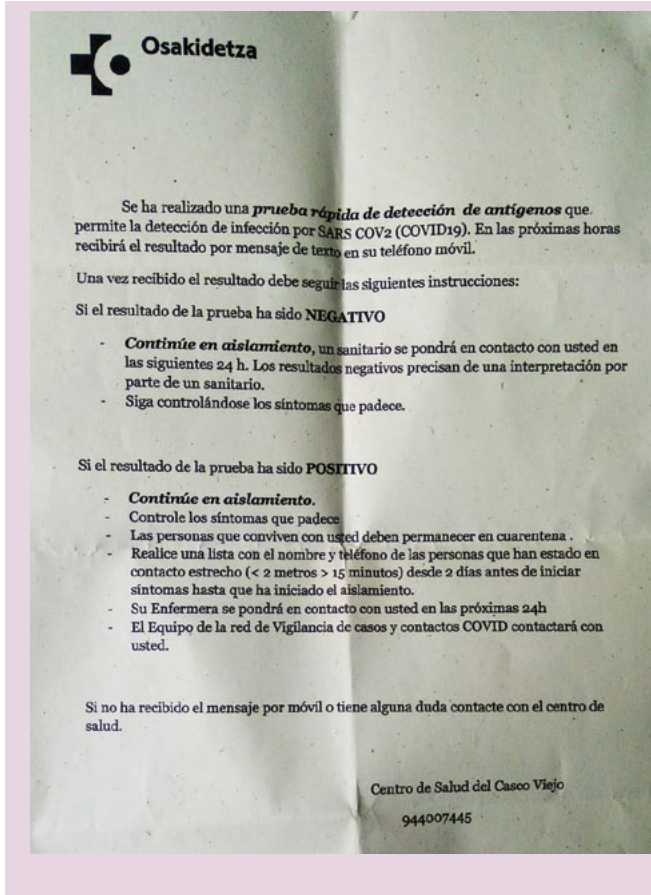 Osakidetza
Se ha realizado una prueba rápida de detección de antígenos que.
permite la detección de infección por SARS COV2 (COVID19). En las próximas horas
recibirá el resultado por mensaje de texto en su teléfono móvil.
Una vez recibido el resultado debe seguir las siguientes instrucciones:
Si el resultado de la prueba ha sido NEGATIVO
- Continúe en aislamiento, un sanitario se pondrá en contacto con usted en
las siguientes 24 h. Los resultados negativos precisan de una interpretación por
parte de un sanitario.
- Siga controlándose los síntomas que padece.
Si el resultado de la prueba ha sido POSITIVO
- Continúe en aislamiento.
- Controle los síntomas que padece
- Las personas que conviven con usted deben permanecer en cuarentena .
- Realice una lista con el nombre y teléfono de las personas que han estado en
contacto estrecho (< 2 metros > 15 minutos) desde 2 días antes de iniciar
síntomas hasta que ha iniciado el aislamiento.
- Su Enfermera se pondrá en contacto con usted en las próximas 24h
- El Equipo de la red de Vigilancia de casos y contactos COVID contactará con
usted.
Si no ha recibido el mensaje por móvil o tiene alguna duda contacte con el centro de
salud.
Centro de Salud del Casco Viejo
944007445